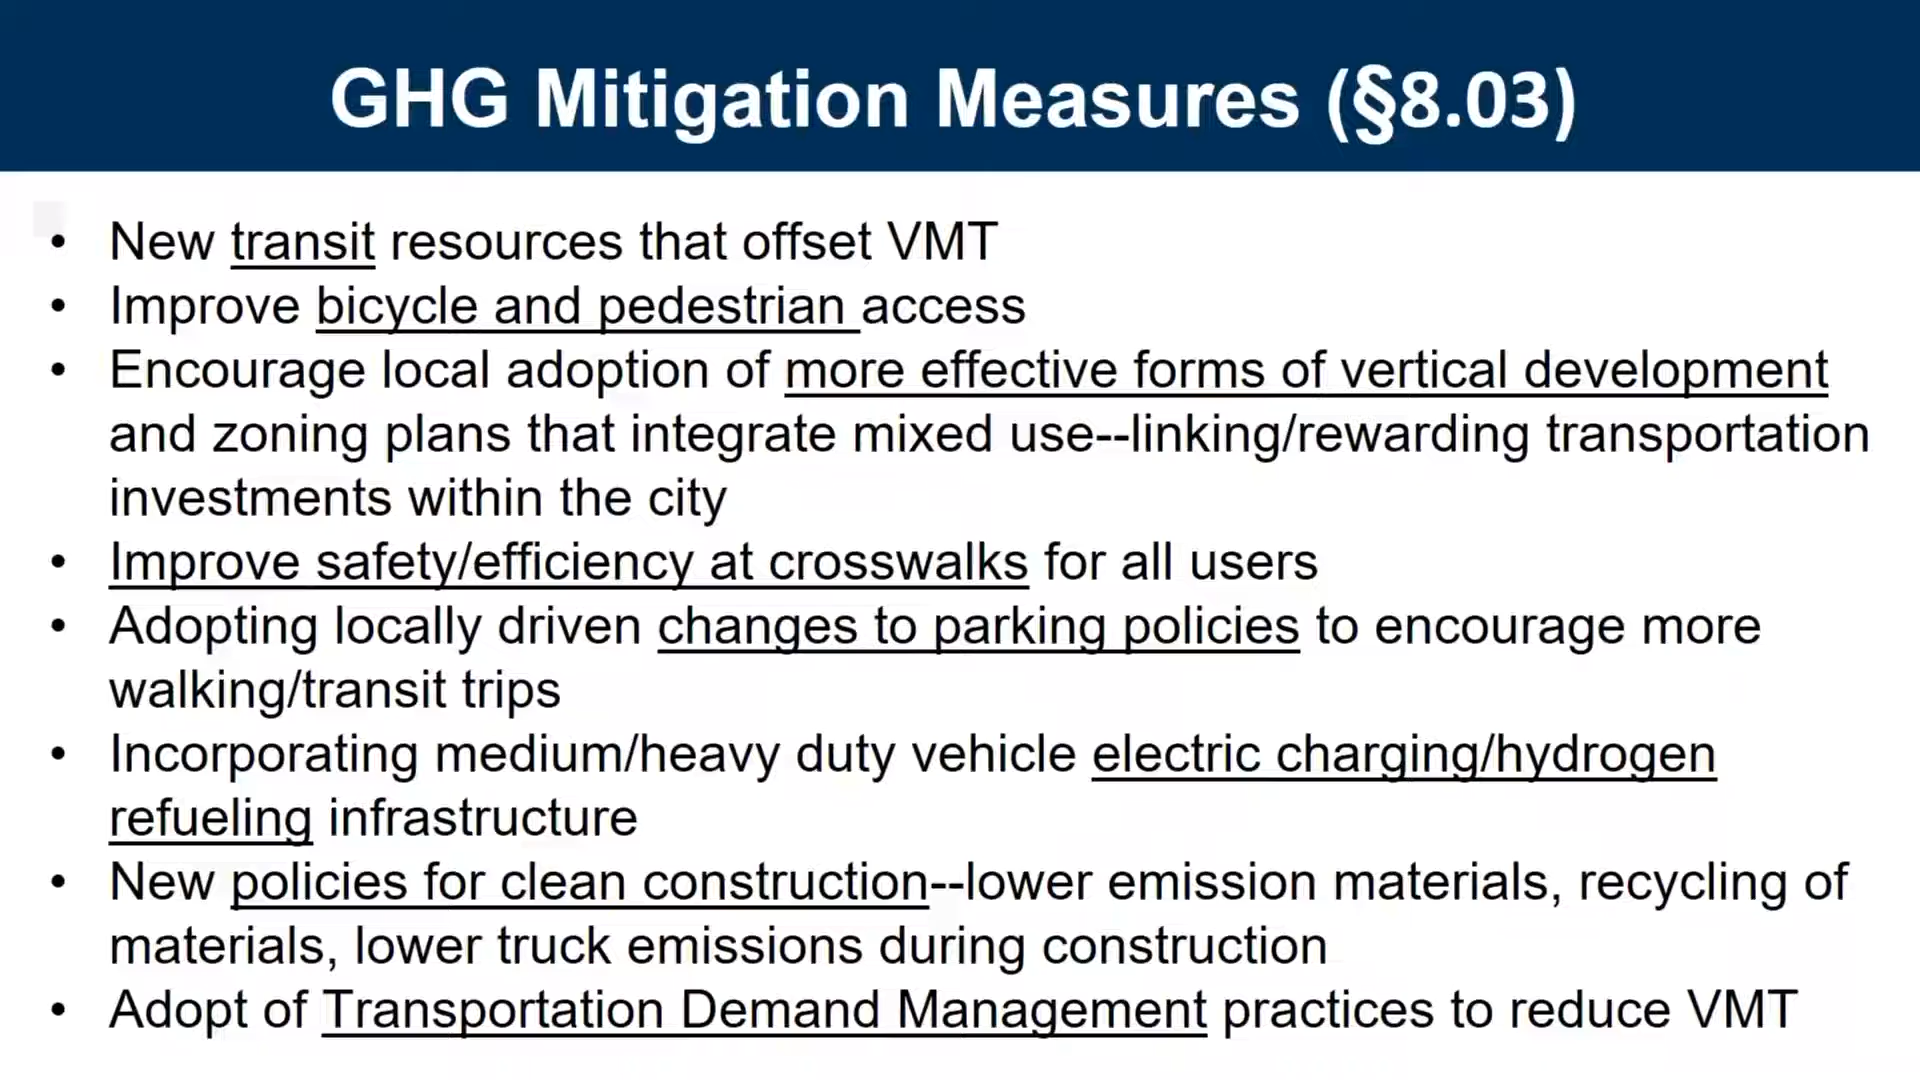 GHG Mitigation Measures (§8.03)
• New transit resources that offset VMT
• Improve bicycle and pedestrian access
• Encourage local adoption of more effective forms of vertical development
and zoning plans that integrate mixed use--linking/rewarding transportation
investments within the city
• Improve safety/efficiency at crosswalks for all users
• Adopting locally driven changes to parking policies to encourage more
walking/transit trips
• Incorporating medium/heavy duty vehicle electric charging/hydrogen
refueling infrastructure
• New policies for clean construction--lower emission materials, recycling of
materials, lower truck emissions during construction
• Adopt of Transportation Demand Management practices to reduce VMT